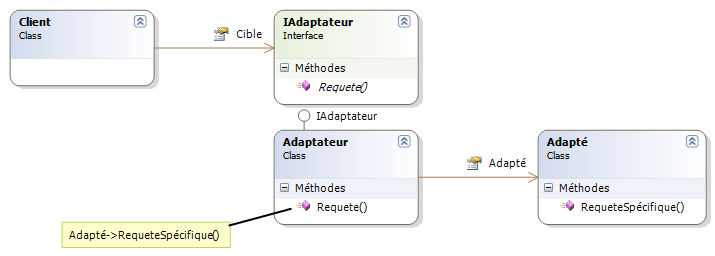 Client
Class
Cible
IAdaptateur
Interface
Méthodes
Requete()
IAdaptateur
Adaptateur
Class
Méthodes
Requete()
Adapté
Adapté
Class
Méthodes
RequeteSpécifique()
Adapté->RequeteSpécifique()